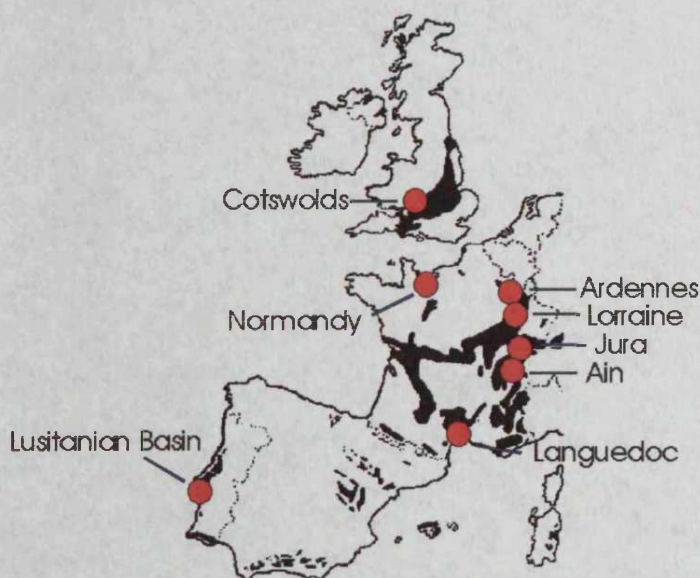 Cotswolds
Ardennes
Lorraine
Normandy
Jura
Ain
Lusitanian Basin
Languedoc